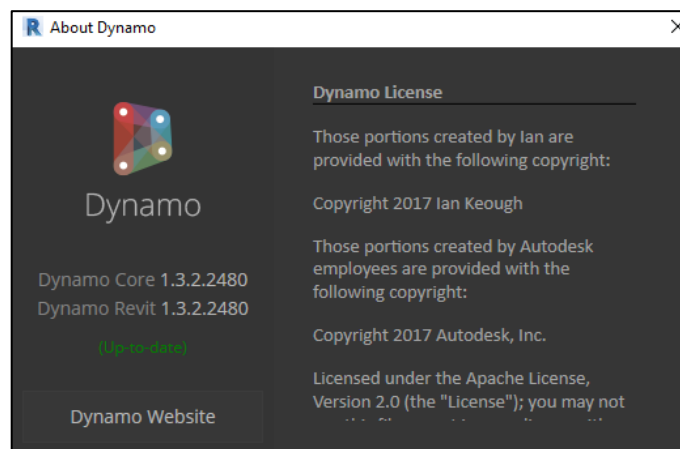 About Dynamo
Dynamo
Dynamo Core 1.3.2.2480
Dynamo Revit 1.3.2.2480
(Up-to-date)
Dynamo Website
Dynamo License
Those portions created by Ian are
provided with the following copyright:
Copyright 2017 Ian Keough
Those portions created by Autodesk
employees are provided with the
following copyright:
Copyright 2017 Autodesk, Inc.
Licensed under the Apache License,
Version 2.0 (the "License"); you may not